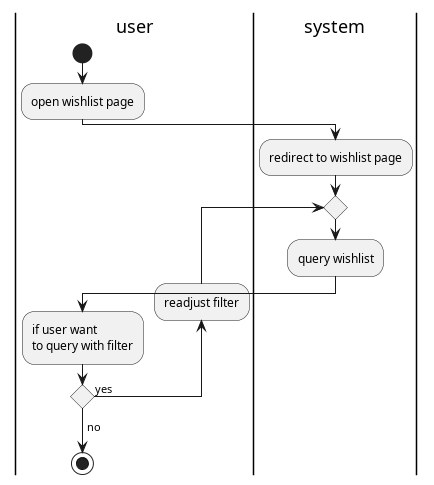 user
system
open wishlist page
redirect to wishlist page
query wishlist
readjust filter
if user want
to query with filter
yes
no